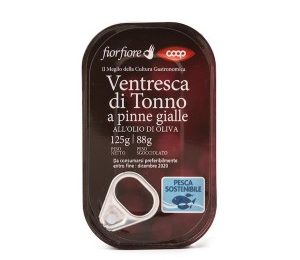 fiorfiore coop
Il Meglio della Cultura Gastronomica
Ventresca
di Tonno
a pinne gialle
ALL'OLIO DI OLIVA
125g 88g
PESO NETTO PESO SGOCCIOLATO
Da consumarsi preferibilmente
entro fine: dicembre 2020
PESCA
SOSTENIBILE